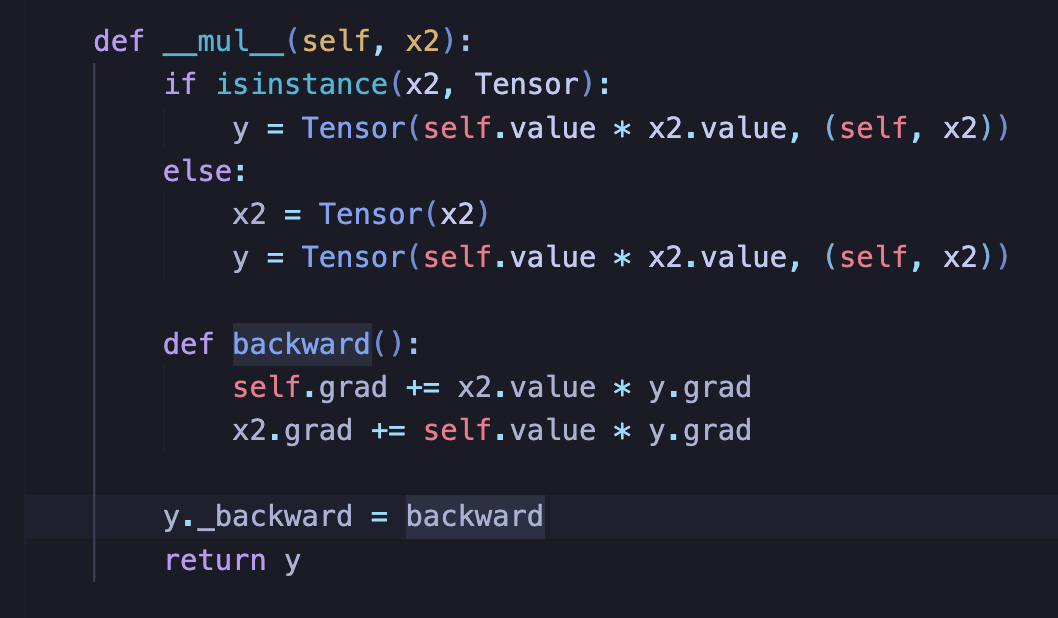 def __mul__(self, x2):
    if isinstance(x2, Tensor):
        y = Tensor(self.value * x2.value, (self, x2))
    else:
        x2 = Tensor(x2)
        y = Tensor(self.value * x2.value, (self, x2))

    def backward():
        self.grad += x2.value * y.grad
        x2.grad += self.value * y.grad

    y._backward = backward
    return y